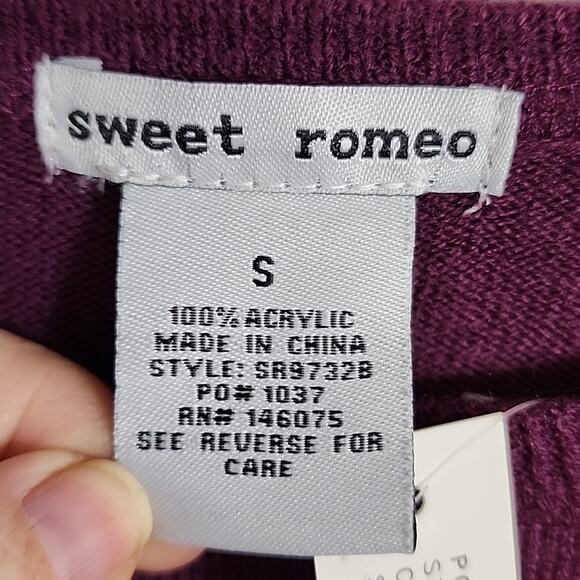 sweet romeo
S
100% ACRYLIC
MADE IN CHINA
STYLE: SR9732B
PO# 1037
RN# 146075
SEE REVERSE FOR
CARE